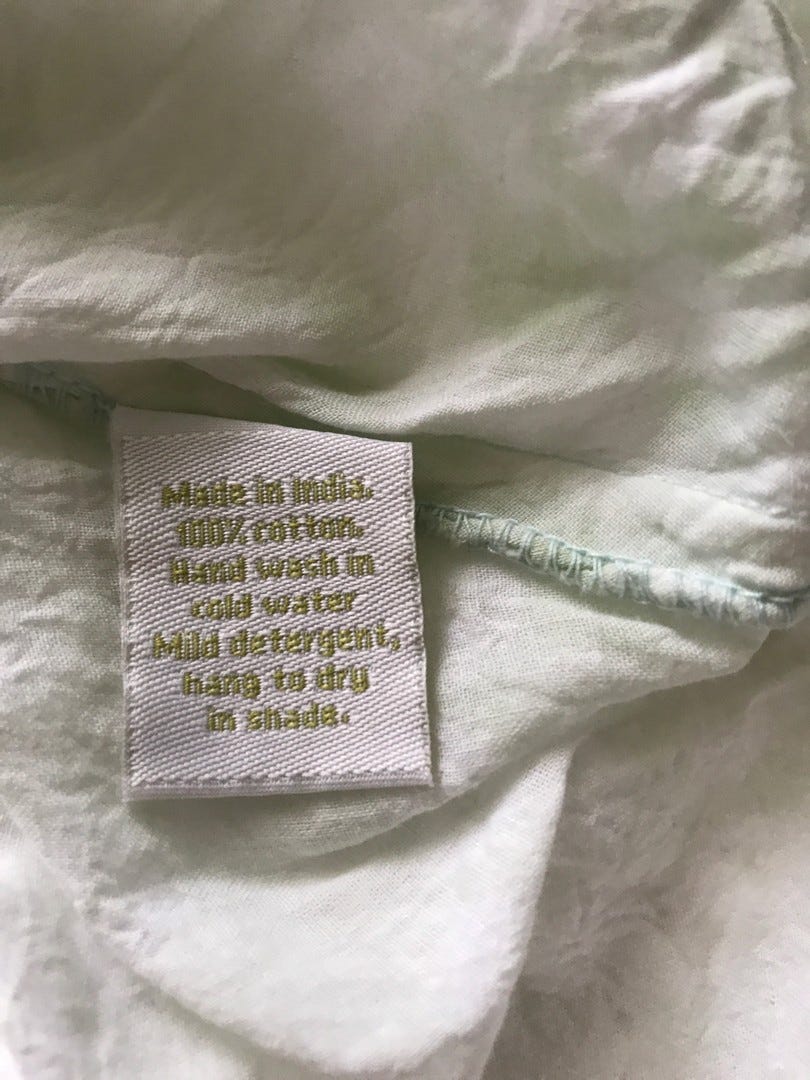 Made in India.
100% cotton.
Hand wash in
cold water
Mild detergent,
hang to dry
in shade.